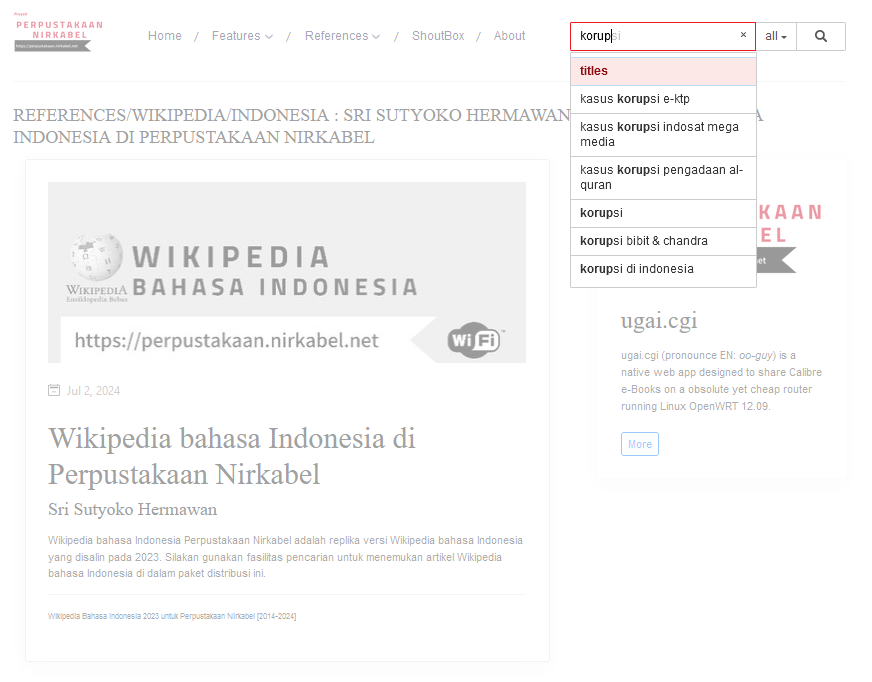 PERPUSTAKAAN
NIRKABEL
https://perpustakaan.nirkabel.net
Home / Features / References / ShoutBox / About
korupsi × all
titles
kasus korupsi e-ktp
kasus korupsi indosat mega
media
kasus korupsi pengadaan al-
quran
korupsi
korupsi bibit & chandra
korupsi di indonesia
REFERENCES/WIKIPEDIA/INDONESIA : SRI SUTYOKO HERMAWAN
INDONESIA DI PERPUSTAKAAN NIRKABEL
WIKIPEDIA
BAHASA INDONESIA
WIKIPEDIA
Ensiklopedia Bebas
https://perpustakaan.nirkabel.net
Wi Fi
Jul 2, 2024
Wikipedia bahasa Indonesia di
Perpustakaan Nirkabel
Sri Sutyoko Hermawan
Wikipedia bahasa Indonesia Perpustakaan Nirkabel adalah replika versi Wikipedia bahasa Indonesia
yang disalin pada 2023. Silakan gunakan fasilitas pencarian untuk menemukan artikel Wikipedia
bahasa Indonesia di dalam paket distribusi ini.
Wikipedia Bahasa Indonesia 2023 untuk Perpustakaan Nirkabel [2014-2024]
KAAN
EL
et
ugai.cgi
ugai.cgi (pronounce EN: oo-guy) is a
native web app designed to share Calibre
e-Books on a obsolute yet cheap router
running Linux OpenWRT 12.09.
More